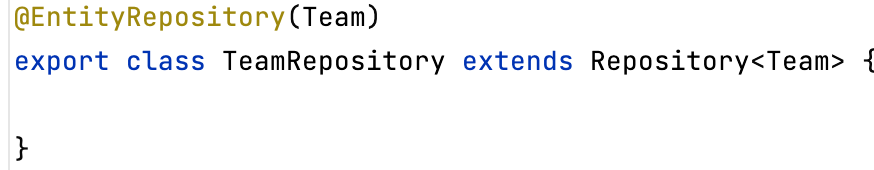 @EntityRepository(Team)
export class TeamRepository extends Repository<Team> {
}